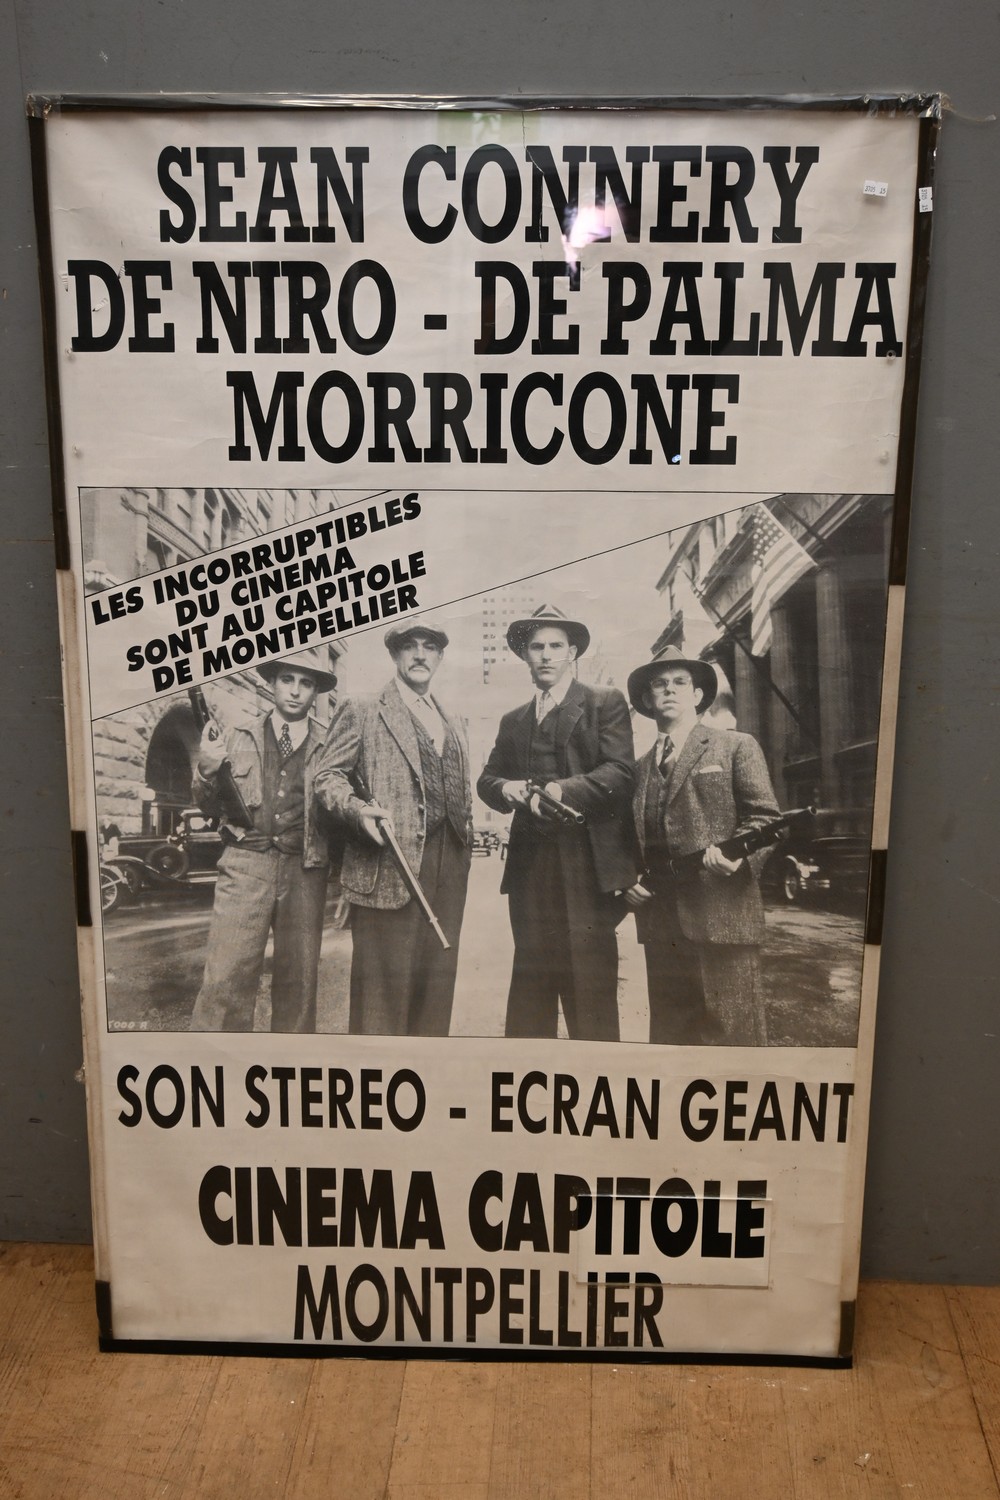 SEAN CONNERY
DE NIRO - DE PALMA
MORRICONE
LES INCORRUPTIBLES
DU CINEMA
SONT AU CAPITOLE
DE MONTPELLIER
SON STEREO - ECRAN GEANT
CINEMA CAPITOLE
MONTPELLIER